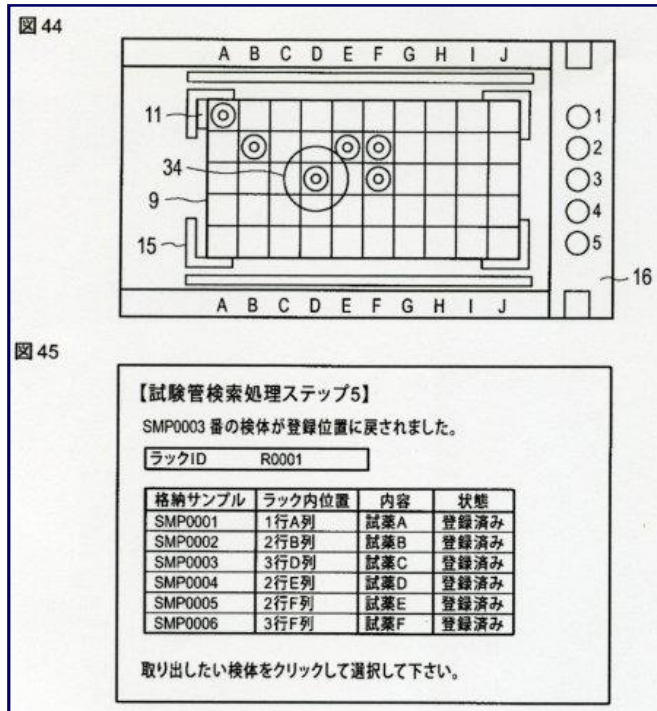 図44
A B C D E F G H I J
11
34
9
15
1
2
3
4
5
16
A B C D E F G H I J
図45
【試験管検索処理ステップ5】
SMP0003 番の検体が登録位置に戻されました。
ラックID R0001
格納サンプル ラック内位置 内容 状態
SMP0001 1行A列 試薬A 登録済み
SMP0002 2行B列 試薬B 登録済み
SMP0003 3行D列 試薬C 登録済み
SMP0004 2行E列 試薬D 登録済み
SMP0005 2行F列 試薬E 登録済み
SMP0006 3行F列 試薬F 登録済み
取り出したい検体をクリックして選択して下さい。